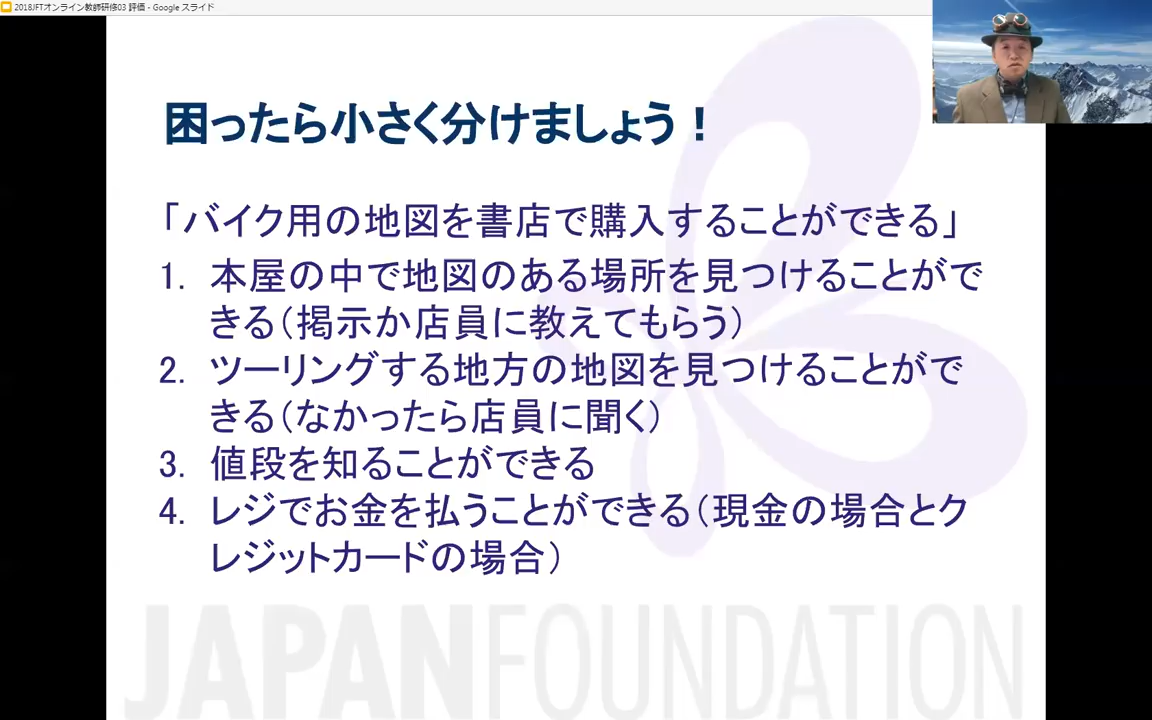 2018JFTオンライン教師研修03 評価 - Google スライド
困ったら小さく分けましょう！
「バイク用の地図を書店で購入することができる」
1. 本屋の中で地図のある場所を見つけることがで
きる（掲示か店員に教えてもらう）
2. ツーリングする地方の地図を見つけることがで
きる（なかったら店員に聞く）
3. 値段を知ることができる
4. レジでお金を払うことができる（現金の場合とク
レジットカードの場合）
JAPANFOUNDATION